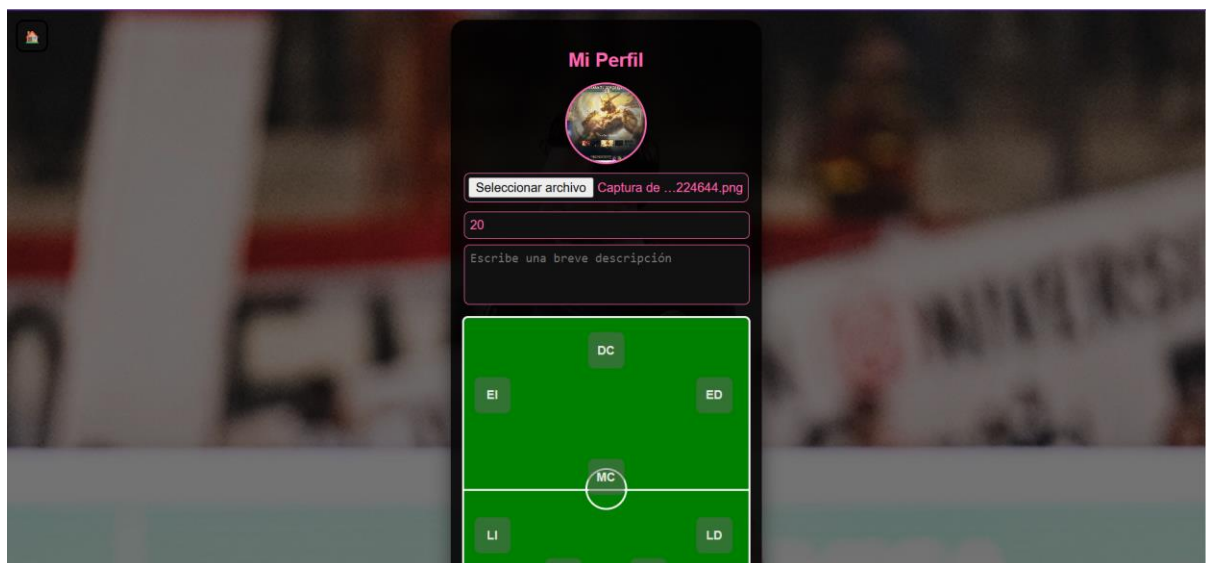 Mi Perfil
Seleccionar archivo Captura de ...224644.png
20
Escribe una breve descripción
DC
EI ED
MC
LI LD